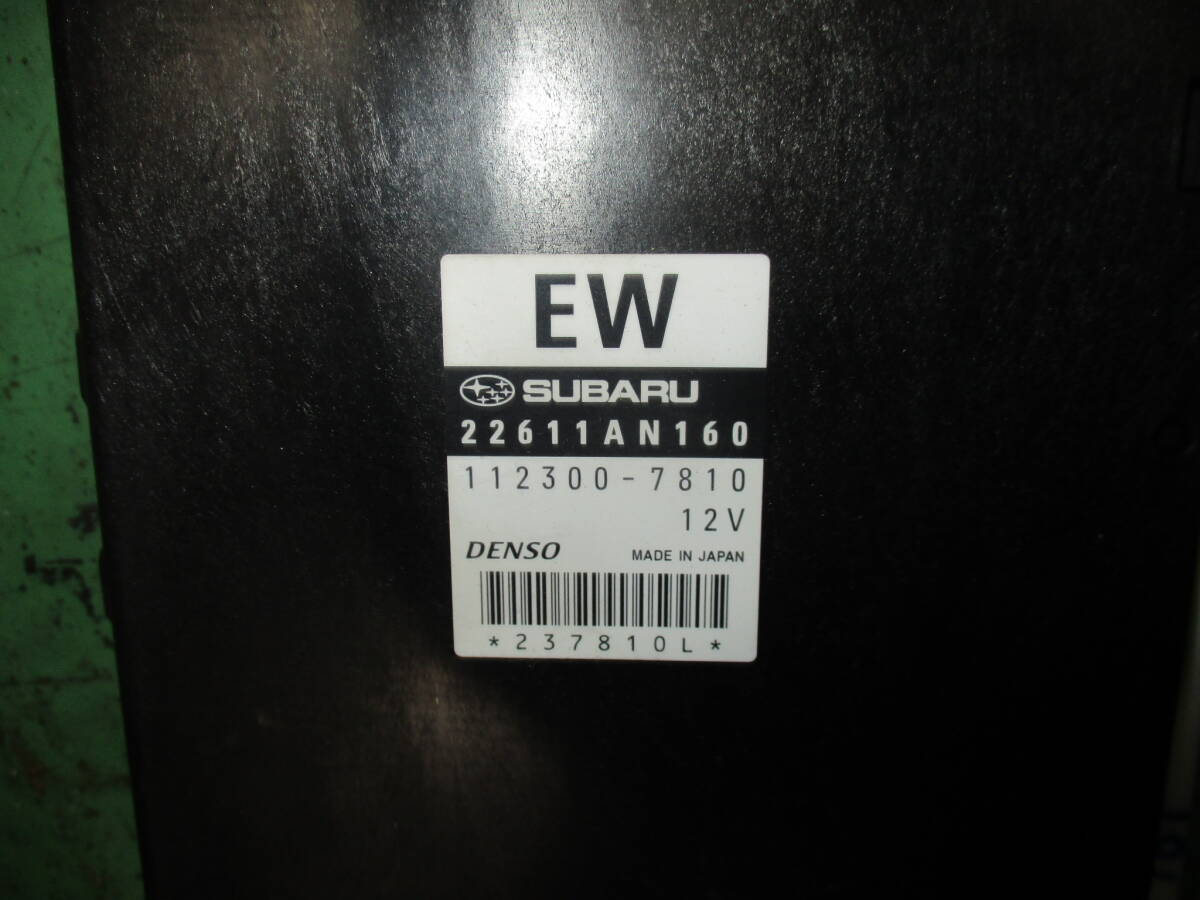 EW
SUBARU
22611AN160
112300-7810
12V
DENSO MADE IN JAPAN
*237810L*